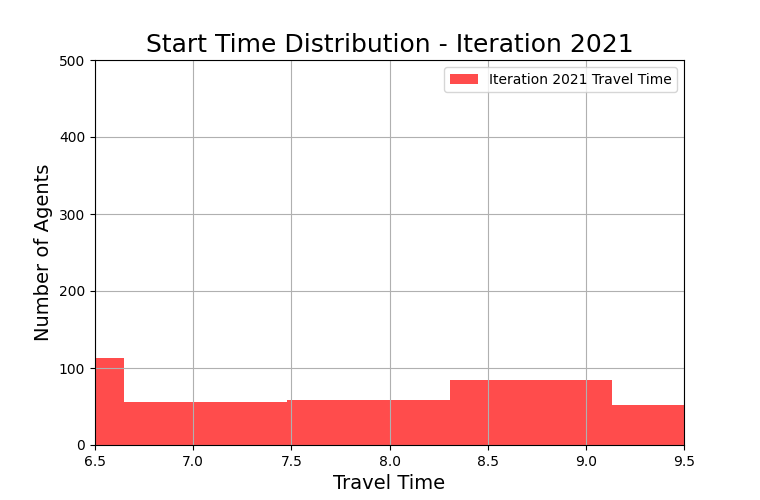 Start Time Distribution - Iteration 2021
Iteration 2021 Travel Time
Number of Agents
500
400
300
200
100
0
6.5 7.0 7.5 8.0 8.5 9.0 9.5
Travel Time